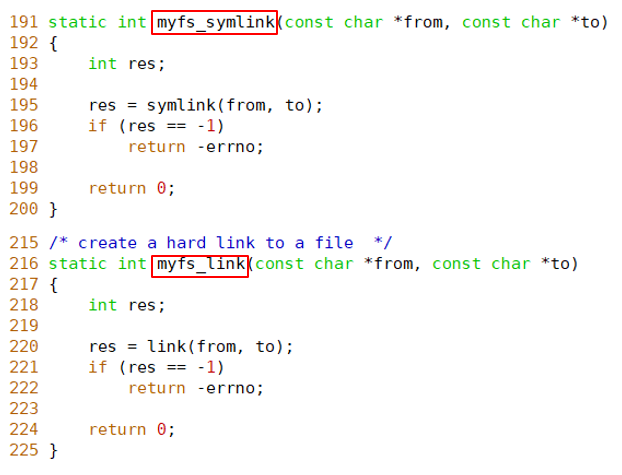 191 static int myfs_symlink(const char *from, const char *to)
192 {
193     int res;
194
195     res = symlink(from, to);
196     if (res == -1)
197         return -errno;
198
199     return 0;
200 }
215 /* create a hard link to a file  */
216 static int myfs_link(const char *from, const char *to)
217 {
218     int res;
219
220     res = link(from, to);
221     if (res == -1)
222         return -errno;
223
224     return 0;
225 }